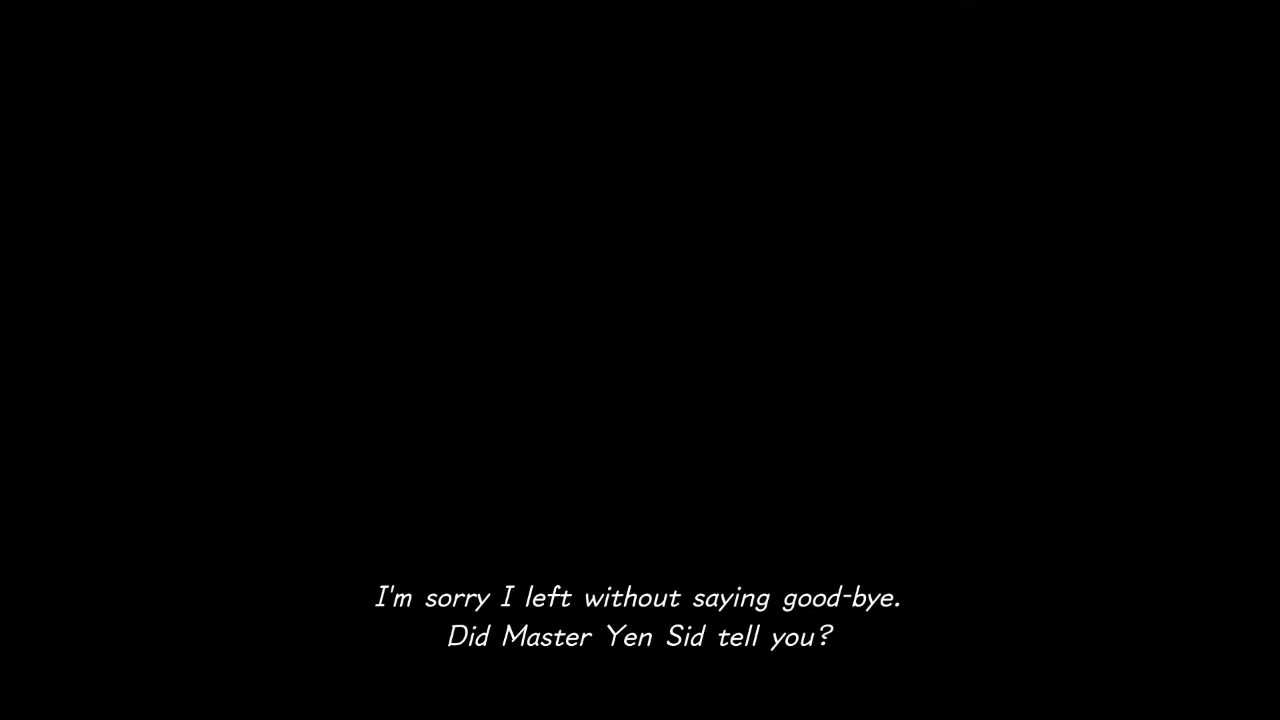 I'm sorry I left without saying good-bye.
Did Master Yen Sid tell you?